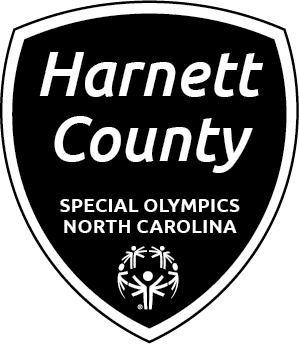 Harnett
County
SPECIAL OLYMPICS
NORTH CAROLINA
®